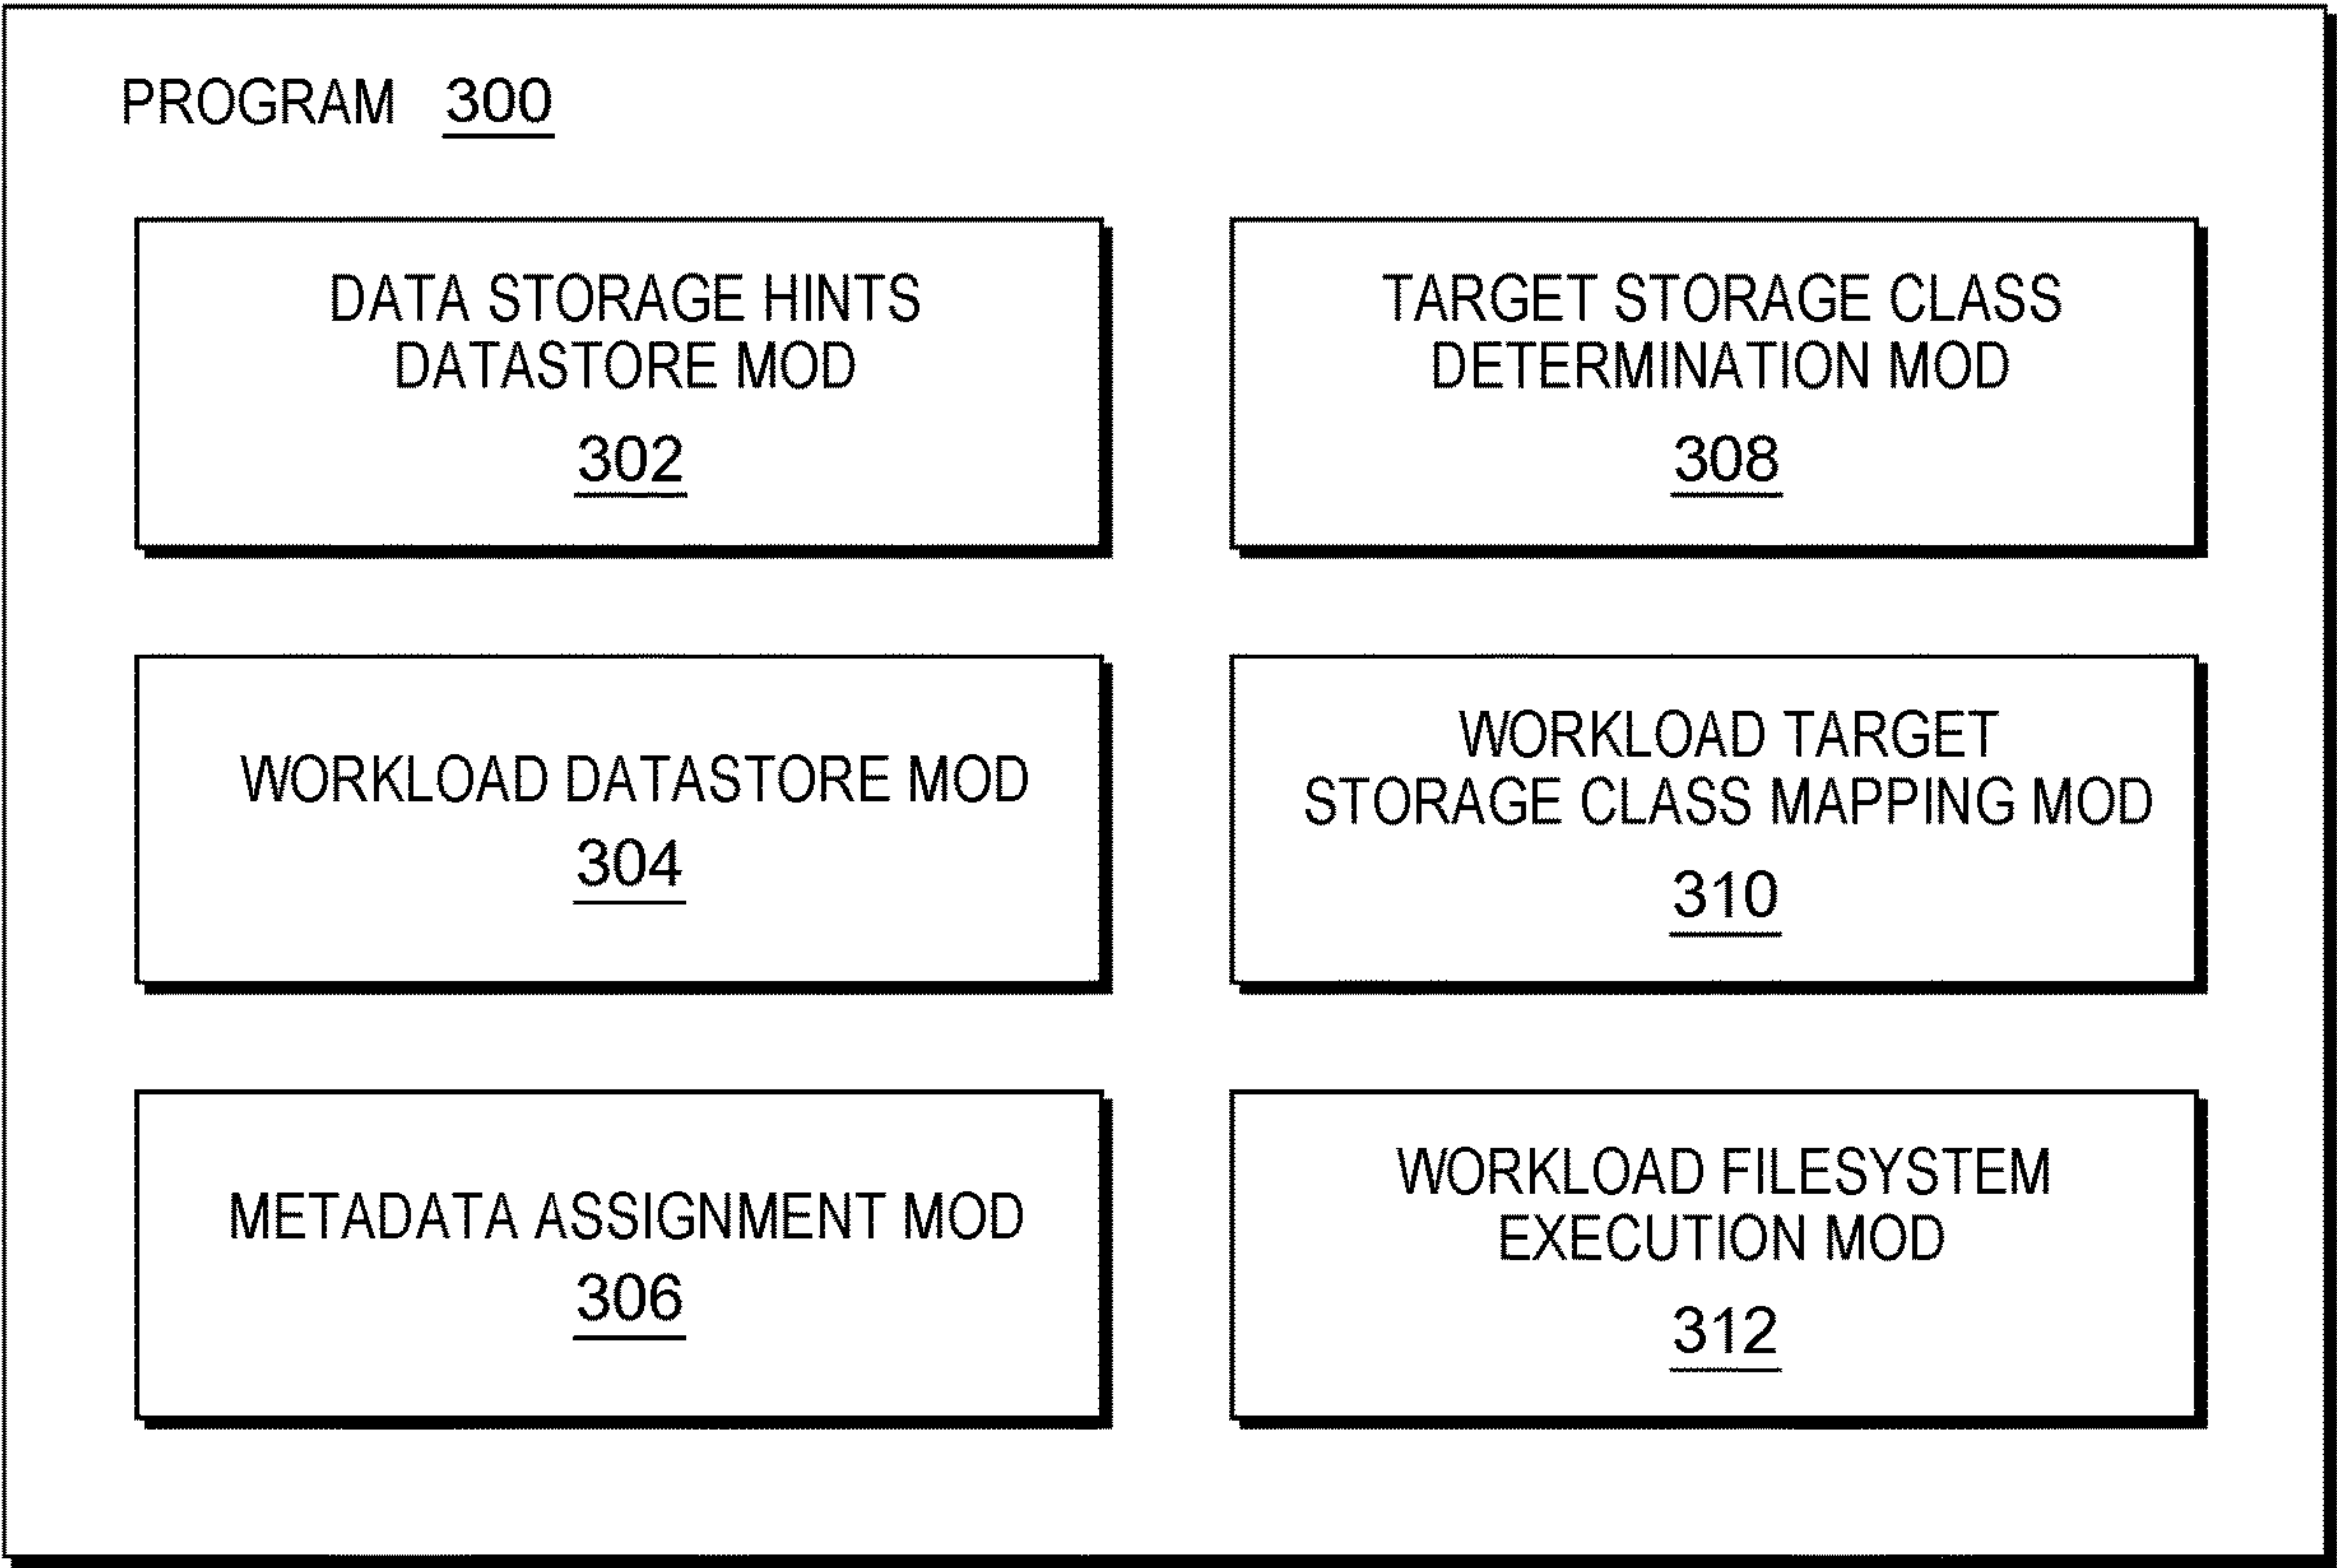 PROGRAM 300
DATA STORAGE HINTS
DATASTORE MOD
302
WORKLOAD DATASTORE MOD
304
METADATA ASSIGNMENT MOD
306
TARGET STORAGE CLASS
DETERMINATION MOD
308
WORKLOAD TARGET
STORAGE CLASS MAPPING MOD
310
WORKLOAD FILESYSTEM
EXECUTION MOD
312